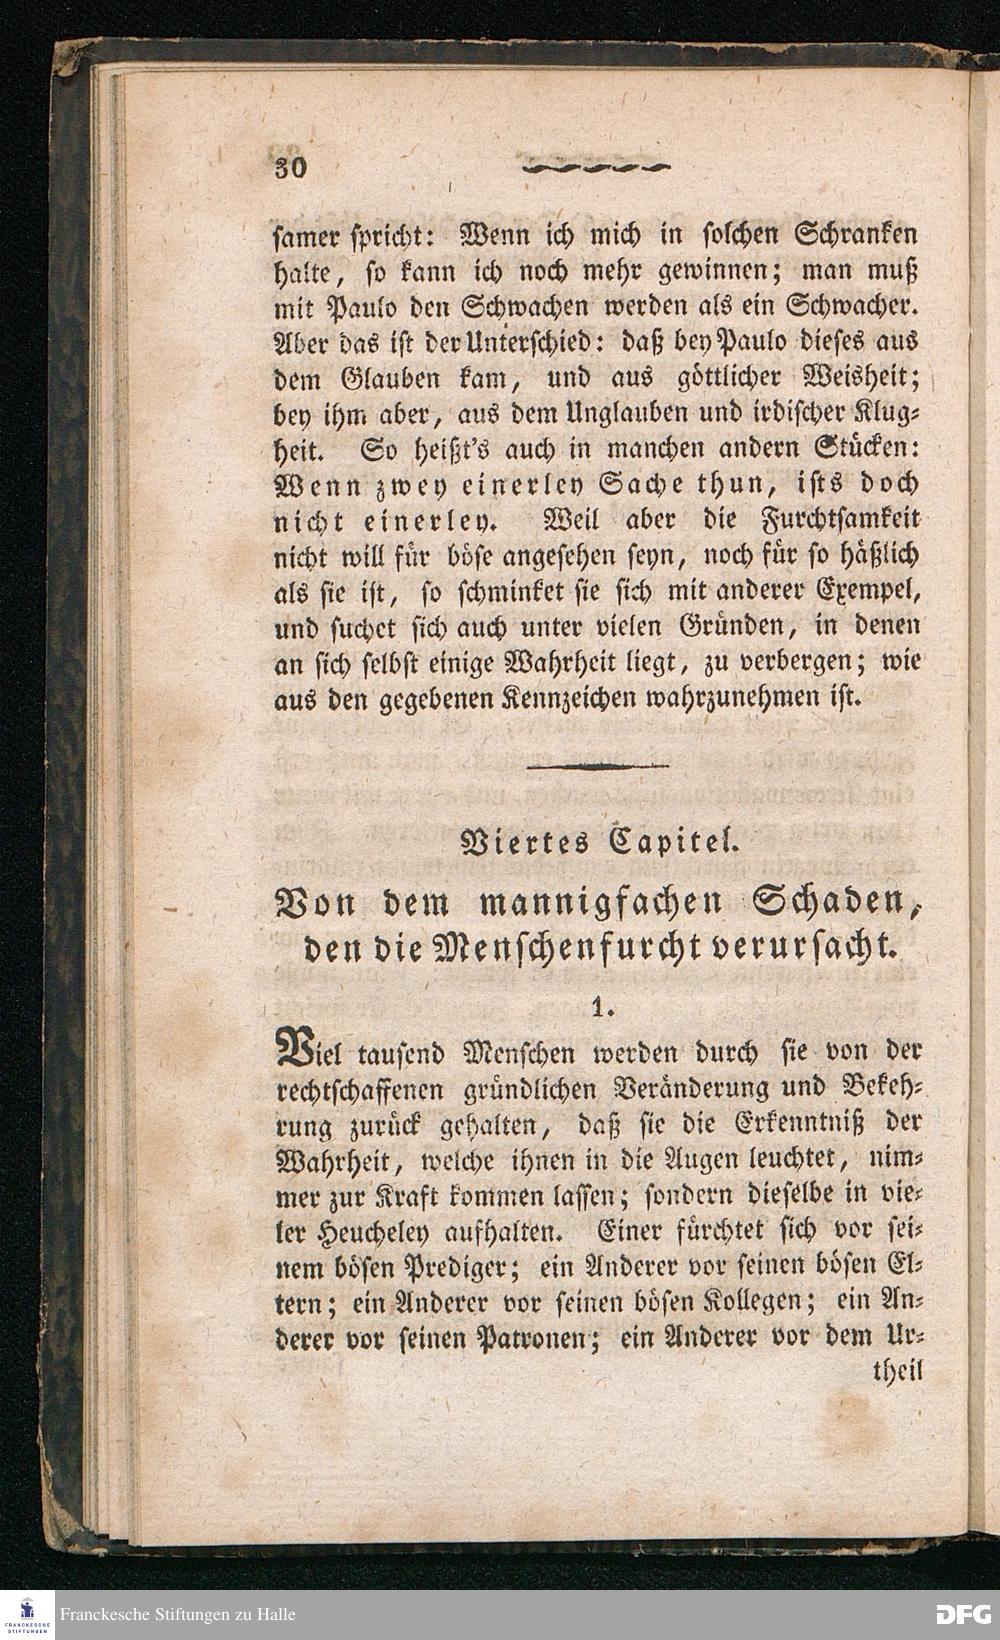 30
samer spricht: Wenn ich mich in solchen Schranken
halte, so kann ich noch mehr gewinnen; man muß
mit Paulo den Schwachen werden als ein Schwacher.
Aber das ist der Unterschied: daß bey Paulo dieses aus
dem Glauben kam, und aus göttlicher Weisheit;
bey ihm aber, aus dem Unglauben und irdischer Klug-
heit. So heißt's auch in manchen andern Stücken:
Wenn zwey einerley Sache thun, ists doch
nicht einerley. Weil aber die Furchtsamkeit
nicht will für böse angesehen seyn, noch für so häßlich
als sie ist, so schminket sie sich mit anderer Exempel,
und suchet sich auch unter vielen Gründen, in denen
an sich selbst einige Wahrheit liegt, zu verbergen; wie
aus den gegebenen Kennzeichen wahrzunehmen ist.
Viertes Capitel.
Von dem mannigfachen Schaden,
den die Menschenfurcht verursacht.
1.
Viel tausend Menschen werden durch sie von der
rechtschaffenen gründlichen Veränderung und Bekeh-
rung zurück gehalten, daß sie die Erkenntniß der
Wahrheit, welche ihnen in die Augen leuchtet, nim-
mer zur Kraft kommen lassen; sondern dieselbe in vie-
ler Heucheley aufhalten. Einer fürchtet sich vor sei-
nem bösen Prediger; ein Anderer vor seinen bösen El-
tern; ein Anderer vor seinen bösen Kollegen; ein An-
derer vor seinen Patronen; ein Anderer vor dem Ur-
theil
FRANCKESCHE
STIFTUNGEN
Franckesche Stiftungen zu Halle
DFG